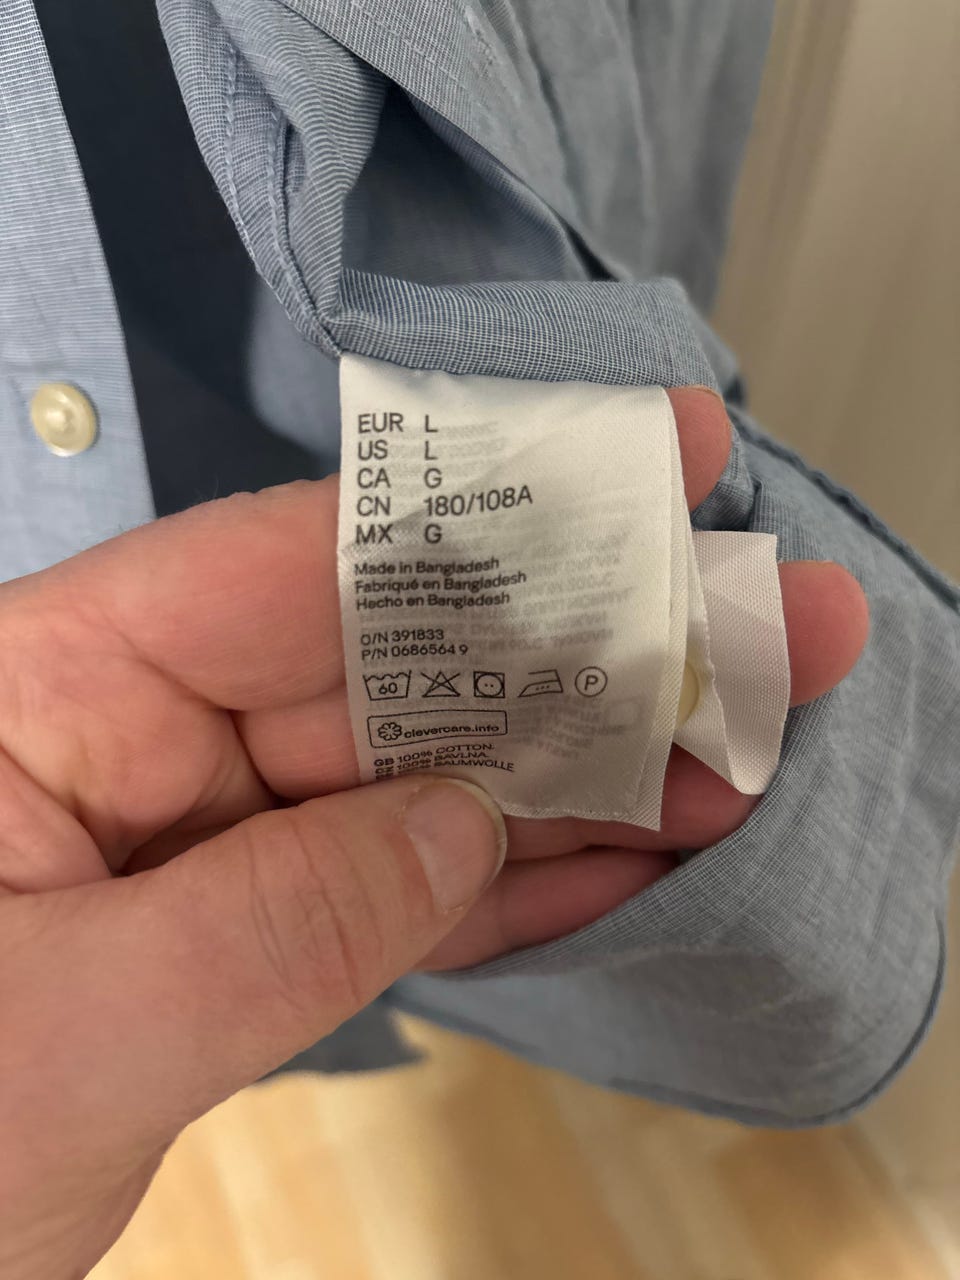 EUR L
US L
CA G
CN 180/108A
MX G
Made in Bangladesh
Fabriqué en Bangladesh
Hecho en Bangladesh
O/N 391833
P/N 0686564 9
60 P
clevercare.info
GB 100% COTTON.
CZ 100% BAVLNA.
100% BAUMWOLLE